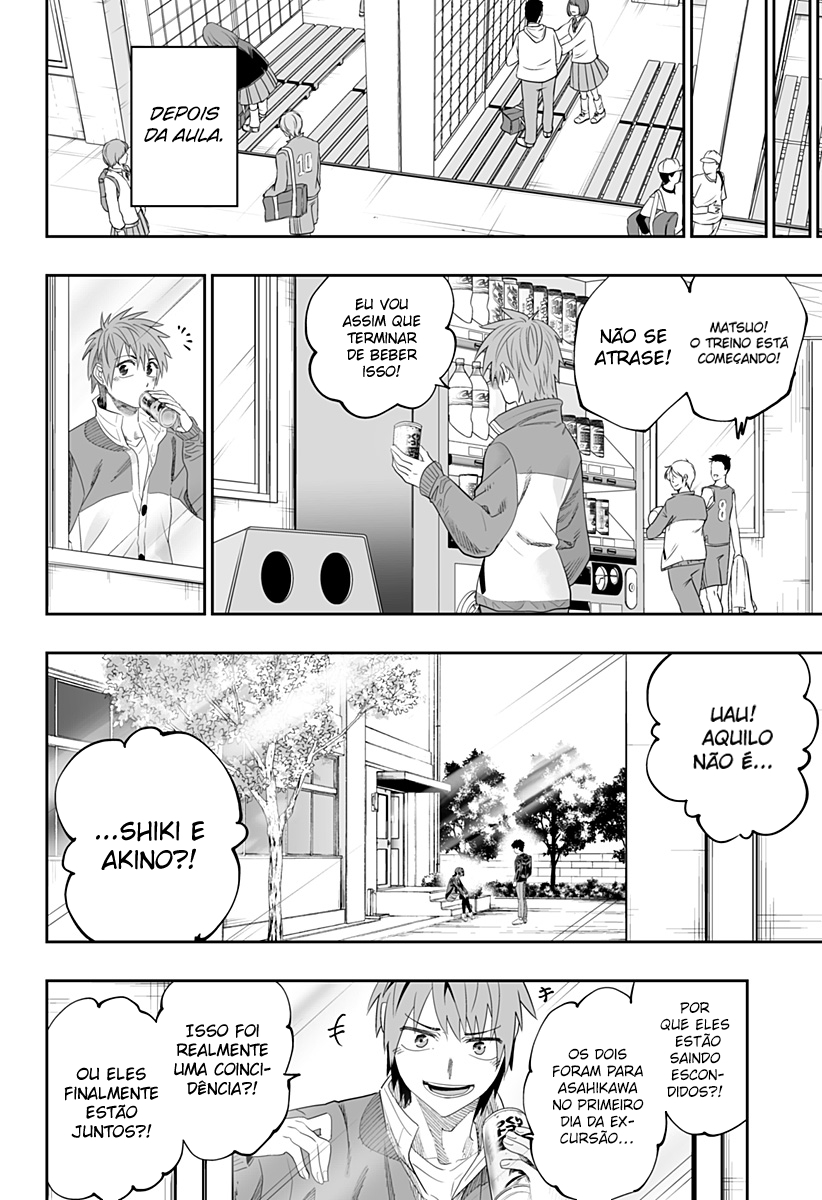 DEPOIS
DA AULA.
MATSUO!
O TREINO ESTÁ
COMEÇANDO!
NÃO SE
ATRASE!
EU VOU
ASSIM QUE
TERMINAR
DE BEBER
ISSO!
8
10
UAU!
AQUILO
NÃO É...
...SHIKI E
AKINO?!
POR
QUE ELES
ESTÃO
SAINDO
ESCON-
DIDOS?!
OS DOIS
FORAM PARA
ASAHIKAWA
NO PRIMEIRO
DIA DA EX-
CURSÃO...
ISSO FOI
REALMENTE
UMA COINCI-
DÊNCIA?!
OU ELES
FINALMENTE
ESTÃO
JUNTOS?!